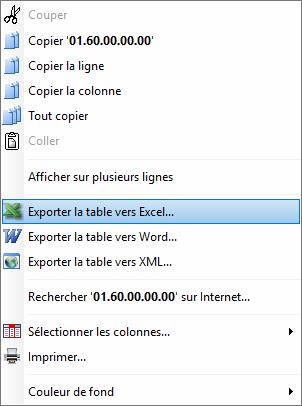 Couper
Copier '01.60.00.00.00'
Copier la ligne
Copier la colonne
Tout copier
Coller
Afficher sur plusieurs lignes
Exporter la table vers Excel...
Exporter la table vers Word...
Exporter la table vers XML...
Rechercher '01.60.00.00.00' sur Internet...
Sélectionner les colonnes...
Imprimer...
Couleur de fond